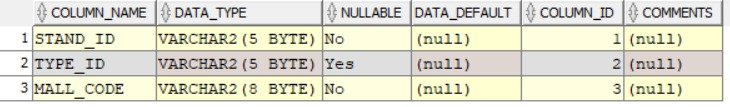 COLUMN_NAME DATA_TYPE NULLABLE DATA_DEFAULT COLUMN_ID COMMENTS
1 STAND_ID VARCHAR2(5 BYTE) No (null) 1 (null)
2 TYPE_ID VARCHAR2(5 BYTE) Yes (null) 2 (null)
3 MALL_CODE VARCHAR2(8 BYTE) No (null) 3 (null)